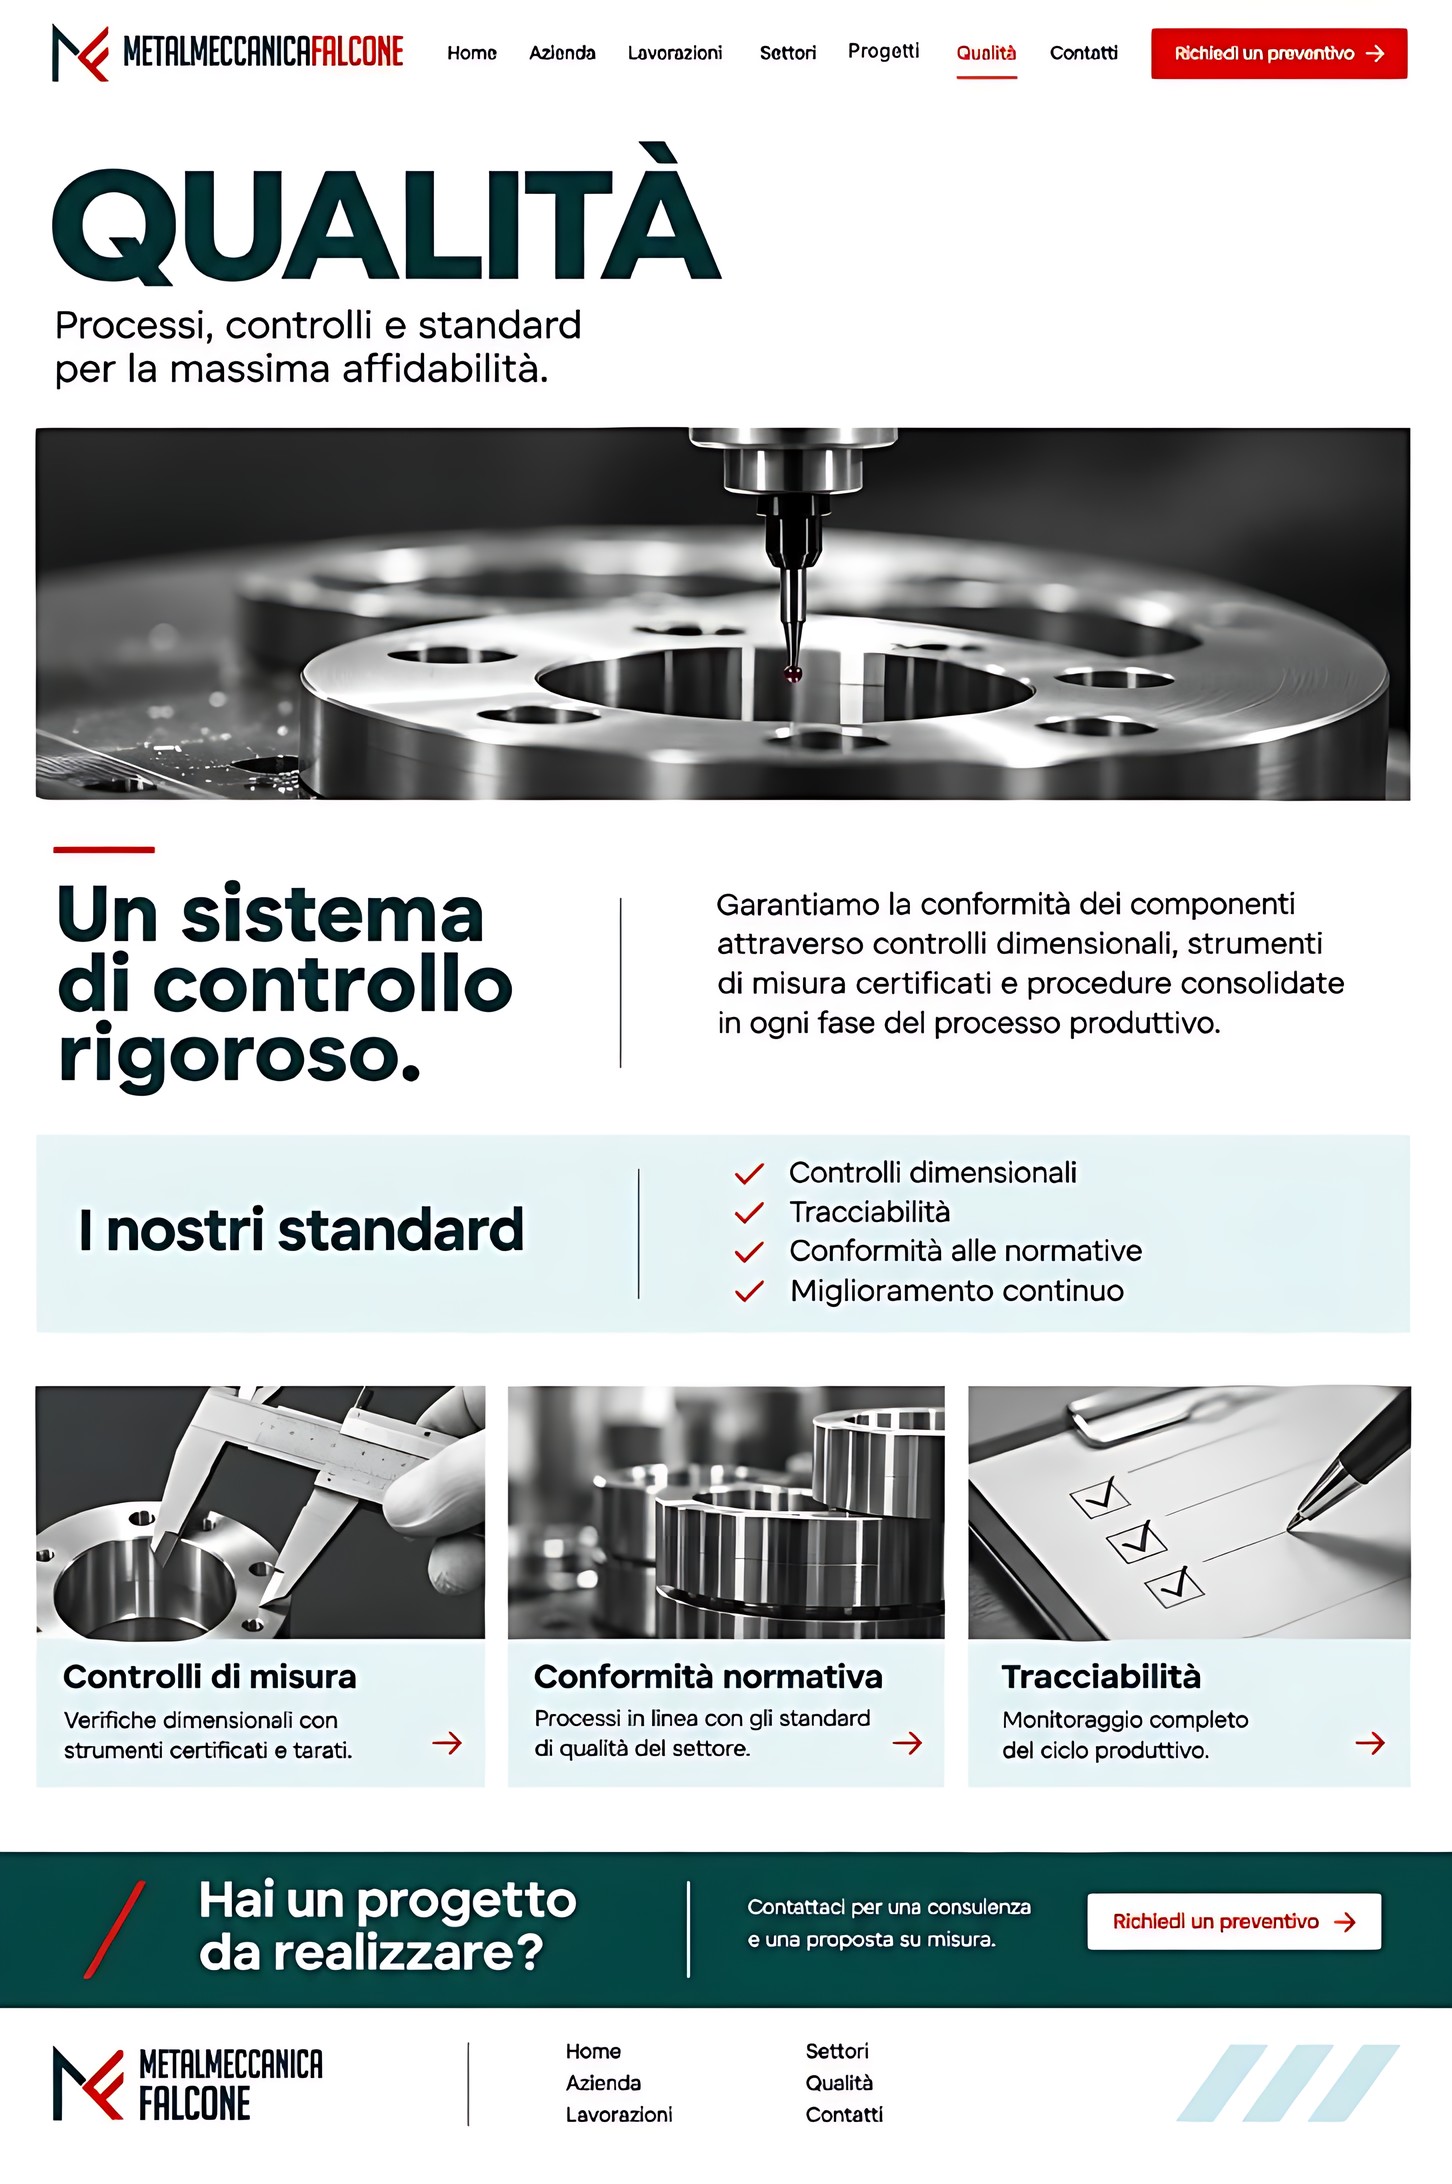 METALMECCANICAFALCONE
Home Azienda Lavorazioni Settori Progetti Qualità Contatti Richiedi un preventivo →
QUALITÀ
Processi, controlli e standard
per la massima affidabilità.
Un sistema
di controllo
rigoroso.
Garantiamo la conformità dei componenti
attraverso controlli dimensionali, strumenti
di misura certificati e procedure consolidate
in ogni fase del processo produttivo.
I nostri standard
Controlli dimensionali
Tracciabilità
Conformità alle normative
Miglioramento continuo
Controlli di misura
Verifiche dimensionali con
strumenti certificati e tarati.
Conformità normativa
Processi in linea con gli standard
di qualità del settore.
Tracciabilità
Monitoraggio completo
del ciclo produttivo.
Hai un progetto
da realizzare?
Contattaci per una consulenza
e una proposta su misura.
Richiedi un preventivo →
METALMECCANICA
FALCONE
Home
Azienda
Lavorazioni
Settori
Qualità
Contatti